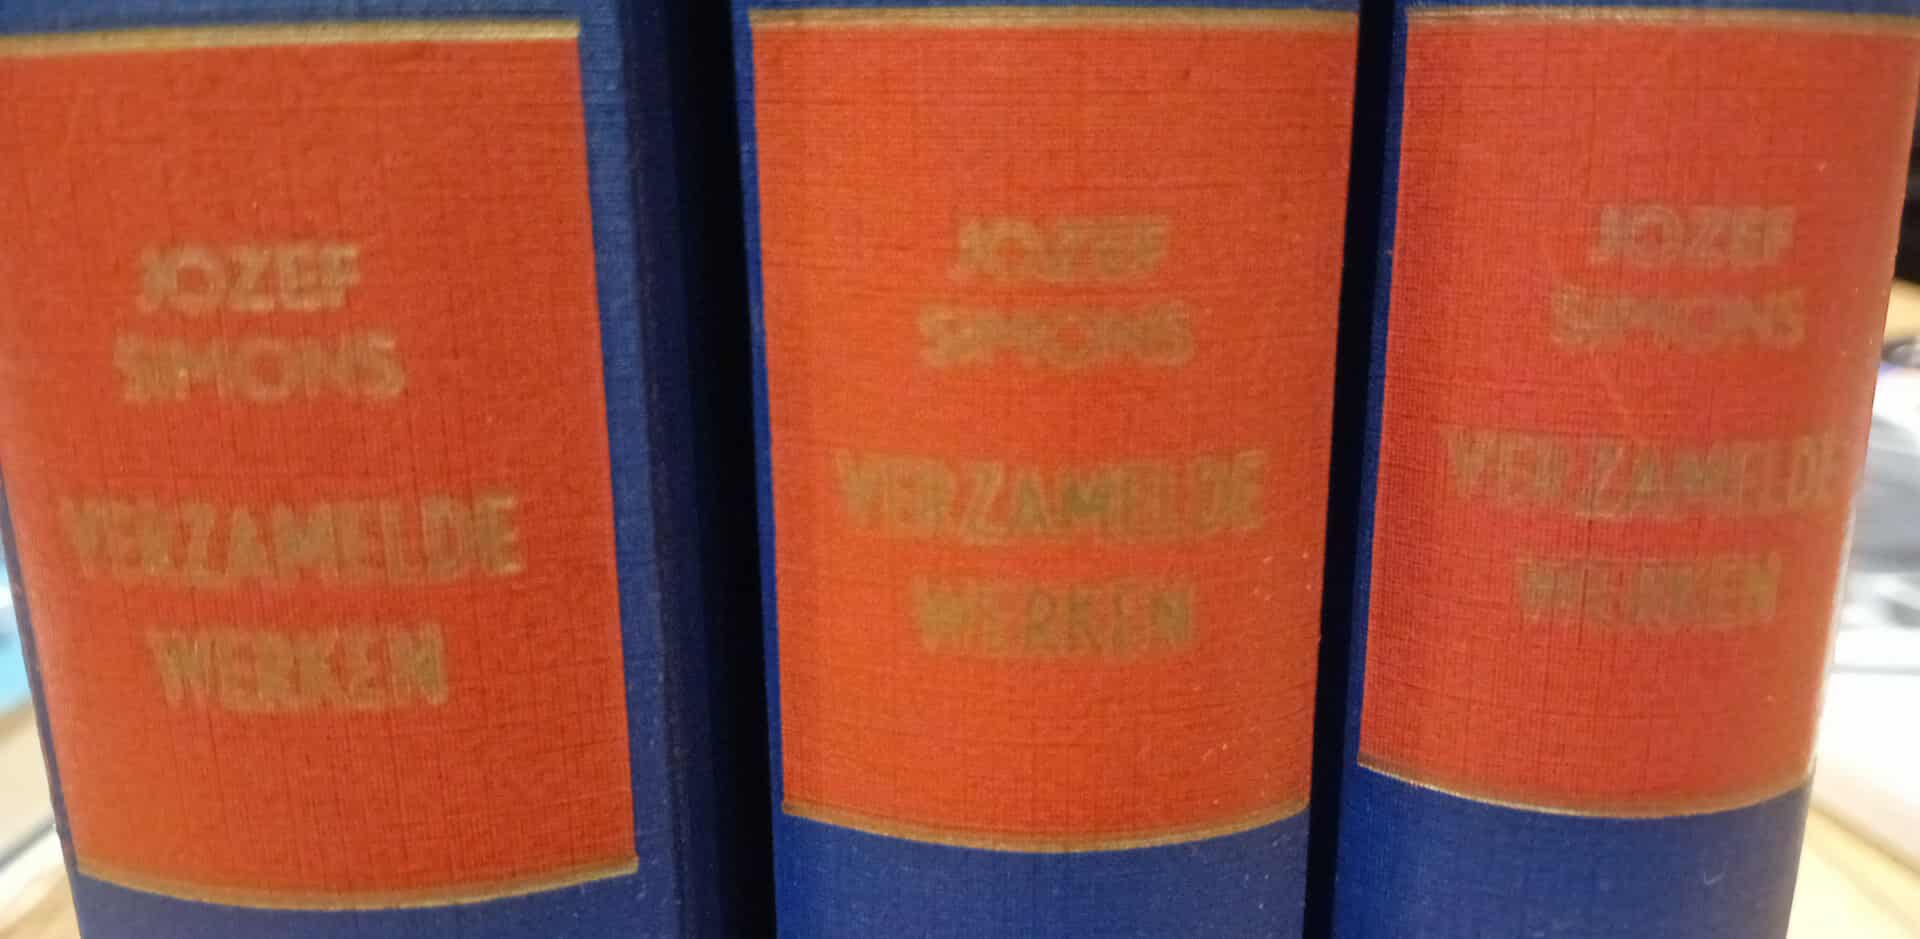 JOZEF
SIMONS
VERZAMELDE
WERKEN
JOZEF
SIMONS
VERZAMELDE
WERKEN
JOZEF
SIMONS
VERZAMELDE
WERKEN